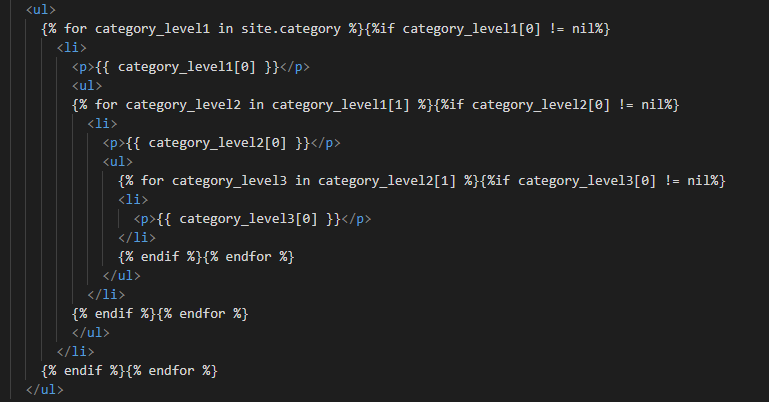 <ul>
{% for category_level1 in site.category %}{%if category_level1[0] != nil%}
<li>
<p>{{ category_level1[0] }}</p>
<ul>
{% for category_level2 in category_level1[1] %}{%if category_level2[0] != nil%}
<li>
<p>{{ category_level2[0] }}</p>
<ul>
{% for category_level3 in category_level2[1] %}{%if category_level3[0] != nil%}
<li>
<p>{{ category_level3[0] }}</p>
</li>
{% endif %}{% endfor %}
</ul>
</li>
{% endif %}{% endfor %}
</ul>
</li>
{% endif %}{% endfor %}
</ul>